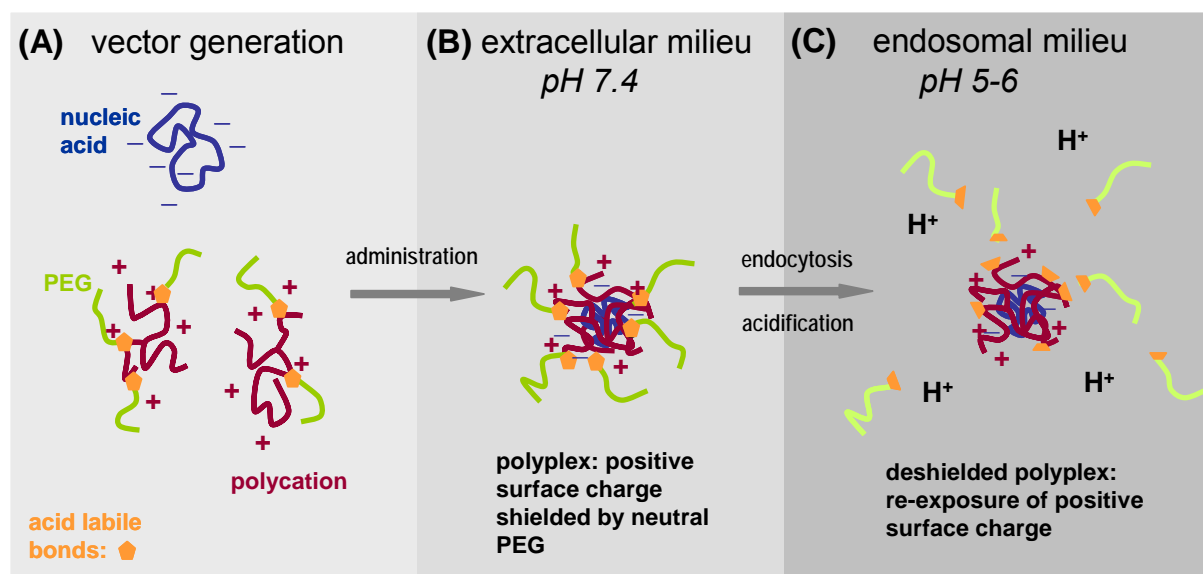 (A) vector generation
nucleic
acid
PEG
polycation
acid labile
bonds:
administration
(B) extracellular milieu
pH 7.4
polyplex: positive
surface charge
shielded by neutral
PEG
endocytosis
acidification
(C) endosomal milieu
pH 5-6
H+
H+
H+
H+
deshielded polyplex:
re-exposure of positive
surface charge